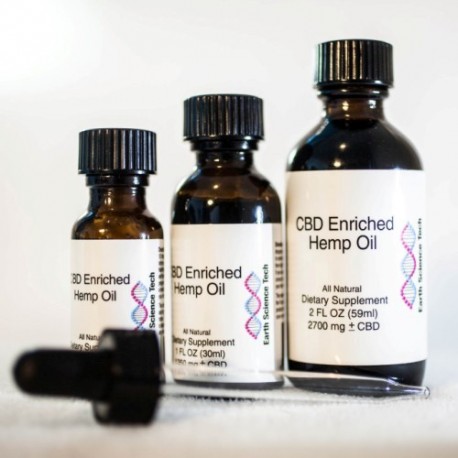 CBD Enriched
Hemp Oil
All Natural
Dietary Supplement
Earth Science Tech
CBD Enriched
Hemp Oil
All Natural
Dietary Supplement
1 FL OZ (30ml)
± CBD
Earth Science Tech
CBD Enriched
Hemp Oil
All Natural
Dietary Supplement
2 FL OZ (59ml)
2700 mg ± CBD
Earth Science Tech